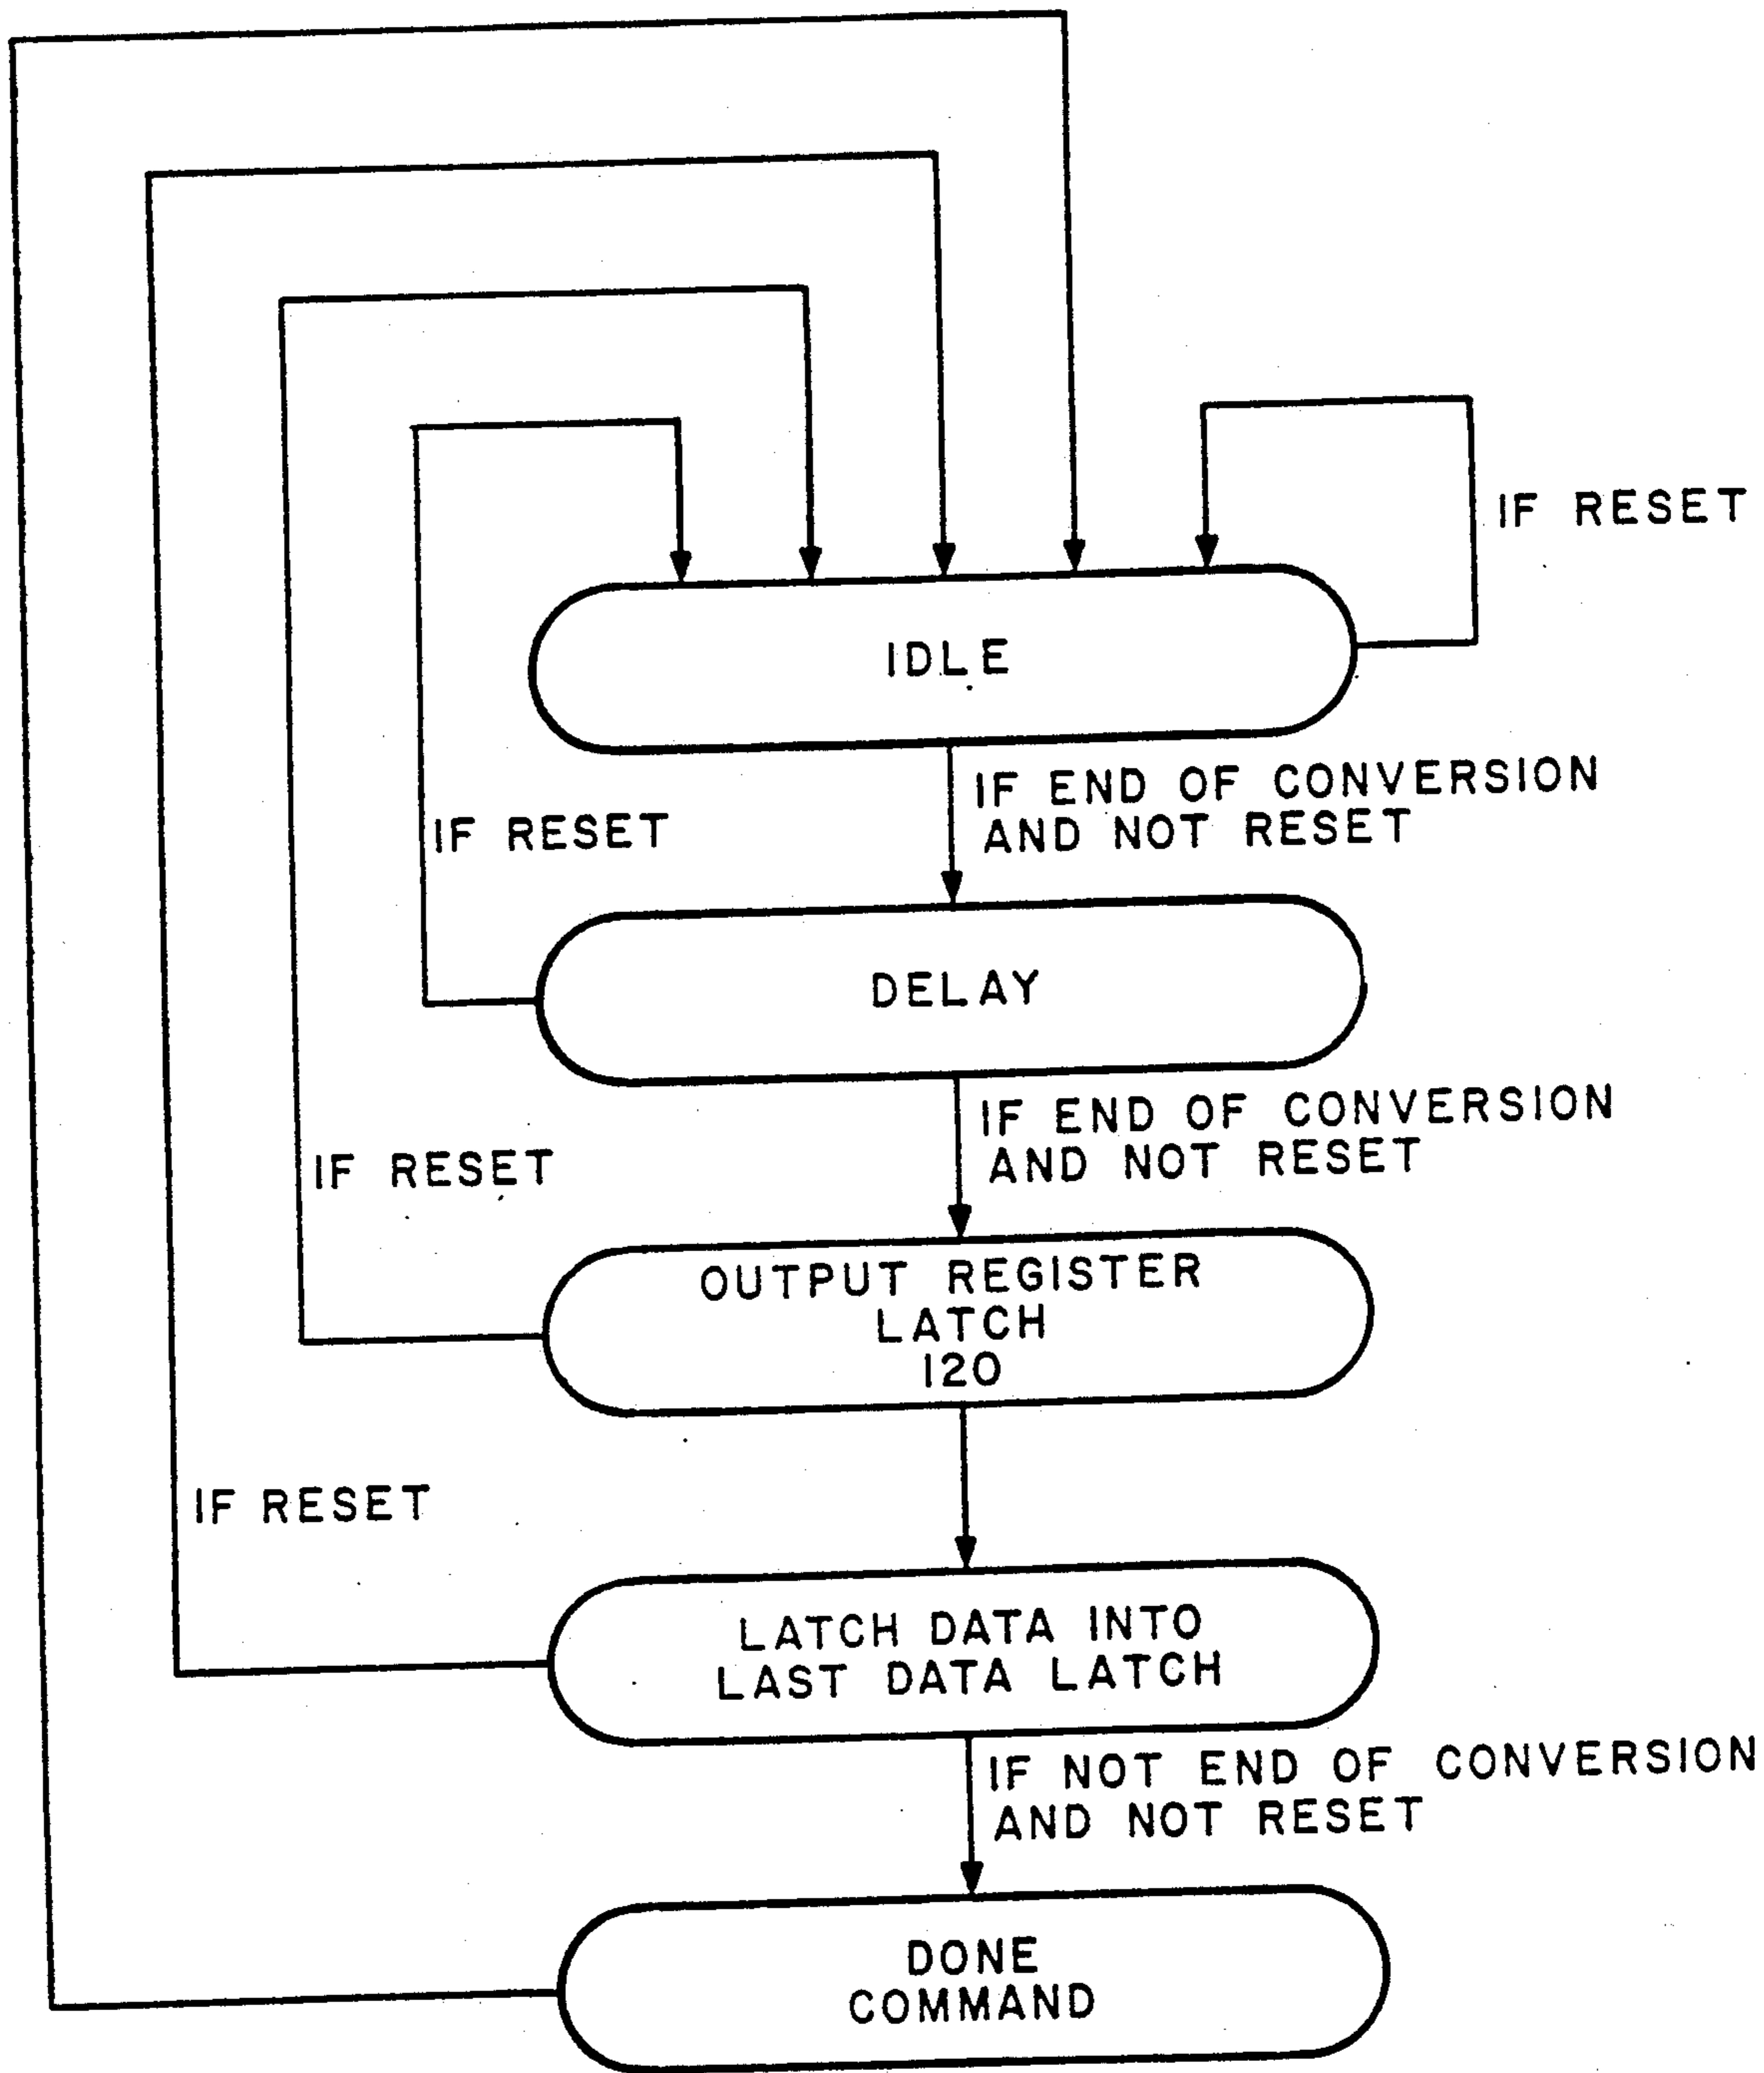 IF RESET
IDLE
IF END OF CONVERSION
AND NOT RESET
IF RESET
DELAY
IF END OF CONVERSION
AND NOT RESET
IF RESET
OUTPUT REGISTER
LATCH
120
IF RESET
LATCH DATA INTO
LAST DATA LATCH
IF NOT END OF CONVERSION
AND NOT RESET
DONE
COMMAND